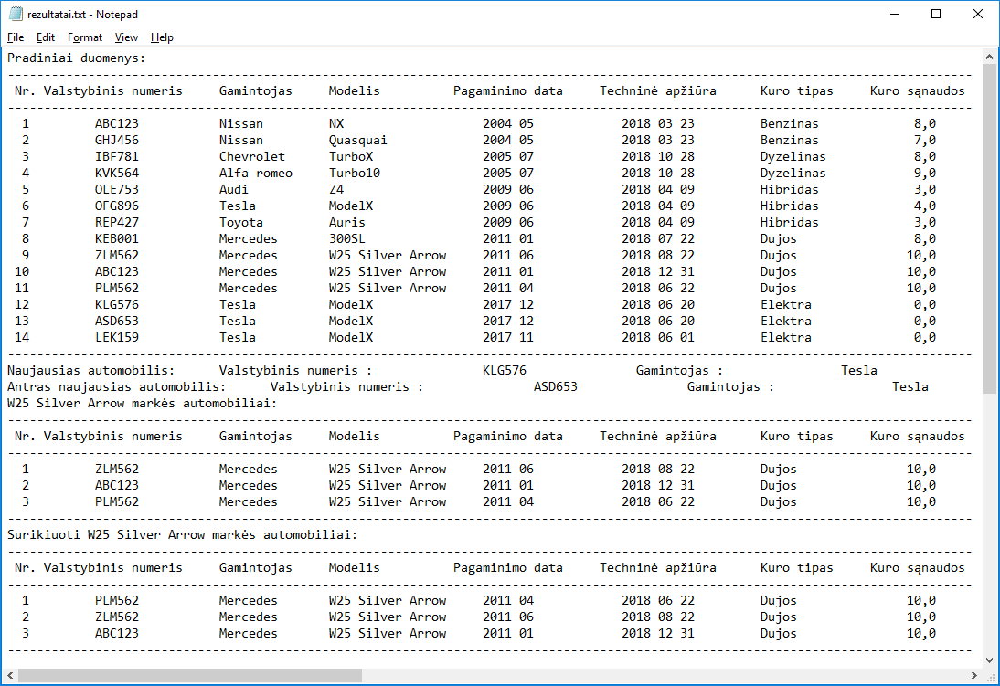 rezultatai.txt - Notepad
File Edit Format View Help
Pradiniai duomenys:
------------------------------------------------------------------------------------------------------------------------------------
Nr. Valstybinis numeris Gamintojas Modelis Pagaminimo data Techninė apžiūra Kuro tipas Kuro sąnaudos
------------------------------------------------------------------------------------------------------------------------------------
1 ABC123 Nissan NX 2004 05 2018 03 23 Benzinas 8,0
2 GHJ456 Nissan Quasquai 2004 05 2018 03 23 Benzinas 7,0
3 IBF781 Chevrolet TurboX 2005 07 2018 10 28 Dyzelinas 8,0
4 KVK564 Alfa romeo Turbo10 2005 07 2018 10 28 Dyzelinas 9,0
5 OLE753 Audi Z4 2009 06 2018 04 09 Hibridas 3,0
6 OFG896 Tesla ModelX 2009 06 2018 04 09 Hibridas 4,0
7 REP427 Toyota Auris 2009 06 2018 04 09 Hibridas 3,0
8 KEB001 Mercedes 300SL 2011 01 2018 07 22 Dujos 8,0
9 ZLM562 Mercedes W25 Silver Arrow 2011 06 2018 08 22 Dujos 10,0
10 ABC123 Mercedes W25 Silver Arrow 2011 01 2018 12 31 Dujos 10,0
11 PLM562 Mercedes W25 Silver Arrow 2011 04 2018 06 22 Dujos 10,0
12 KLG576 Tesla ModelX 2017 12 2018 06 20 Elektra 0,0
13 ASD653 Tesla ModelX 2017 12 2018 06 20 Elektra 0,0
14 LEK159 Tesla ModelX 2017 11 2018 06 01 Elektra 0,0
------------------------------------------------------------------------------------------------------------------------------------
Naujausias automobilis: Valstybinis numeris : KLG576 Gamintojas : Tesla
Antras naujausias automobilis: Valstybinis numeris : ASD653 Gamintojas : Tesla
W25 Silver Arrow markės automobiliai:
------------------------------------------------------------------------------------------------------------------------------------
Nr. Valstybinis numeris Gamintojas Modelis Pagaminimo data Techninė apžiūra Kuro tipas Kuro sąnaudos
------------------------------------------------------------------------------------------------------------------------------------
1 ZLM562 Mercedes W25 Silver Arrow 2011 06 2018 08 22 Dujos 10,0
2 ABC123 Mercedes W25 Silver Arrow 2011 01 2018 12 31 Dujos 10,0
3 PLM562 Mercedes W25 Silver Arrow 2011 04 2018 06 22 Dujos 10,0
------------------------------------------------------------------------------------------------------------------------------------
Surikiuoti W25 Silver Arrow markės automobiliai:
------------------------------------------------------------------------------------------------------------------------------------
Nr. Valstybinis numeris Gamintojas Modelis Pagaminimo data Techninė apžiūra Kuro tipas Kuro sąnaudos
------------------------------------------------------------------------------------------------------------------------------------
1 PLM562 Mercedes W25 Silver Arrow 2011 04 2018 06 22 Dujos 10,0
2 ZLM562 Mercedes W25 Silver Arrow 2011 06 2018 08 22 Dujos 10,0
3 ABC123 Mercedes W25 Silver Arrow 2011 01 2018 12 31 Dujos 10,0
------------------------------------------------------------------------------------------------------------------------------------